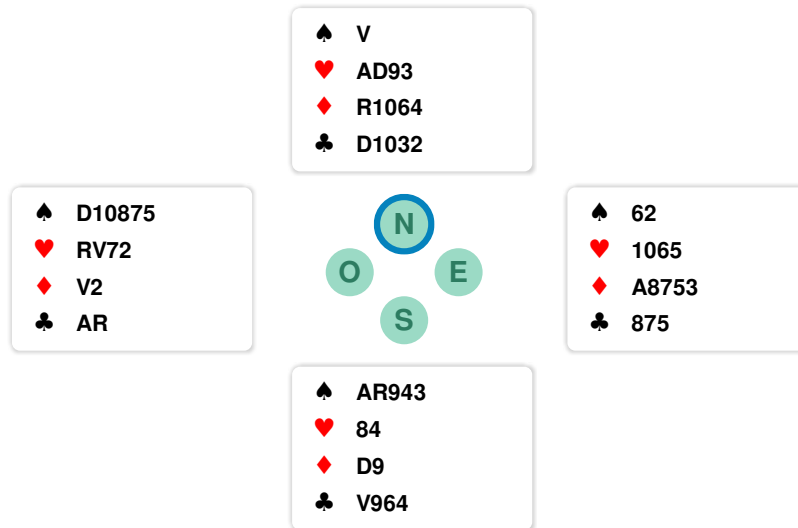 ♠ V
♥ AD93
♦ R1064
♣ D1032
♠ D10875
♥ RV72
♦ V2
♣ AR
N
O E
S
♠ 62
♥ 1065
♦ A8753
♣ 875
♠ AR943
♥ 84
♦ D9
♣ V964